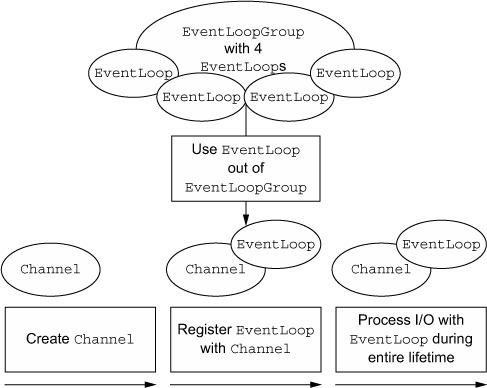 EventLoopGroup
with 4
EventLoops
EventLoop
EventLoop
EventLoop
EventLoop
Use EventLoop
out of
EventLoopGroup
EventLoop
EventLoop
Channel
Channel
Channel
Create Channel
Register EventLoop
with Channel
Process I/O with
EventLoop during
entire lifetime